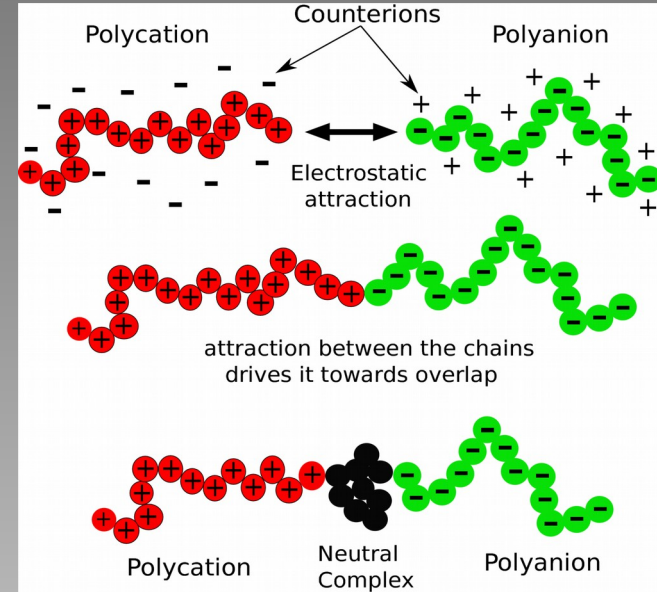 Counterions
Polycation
Polyanion
Electrostatic
attraction
attraction between the chains
drives it towards overlap
Polycation
Neutral
Complex
Polyanion